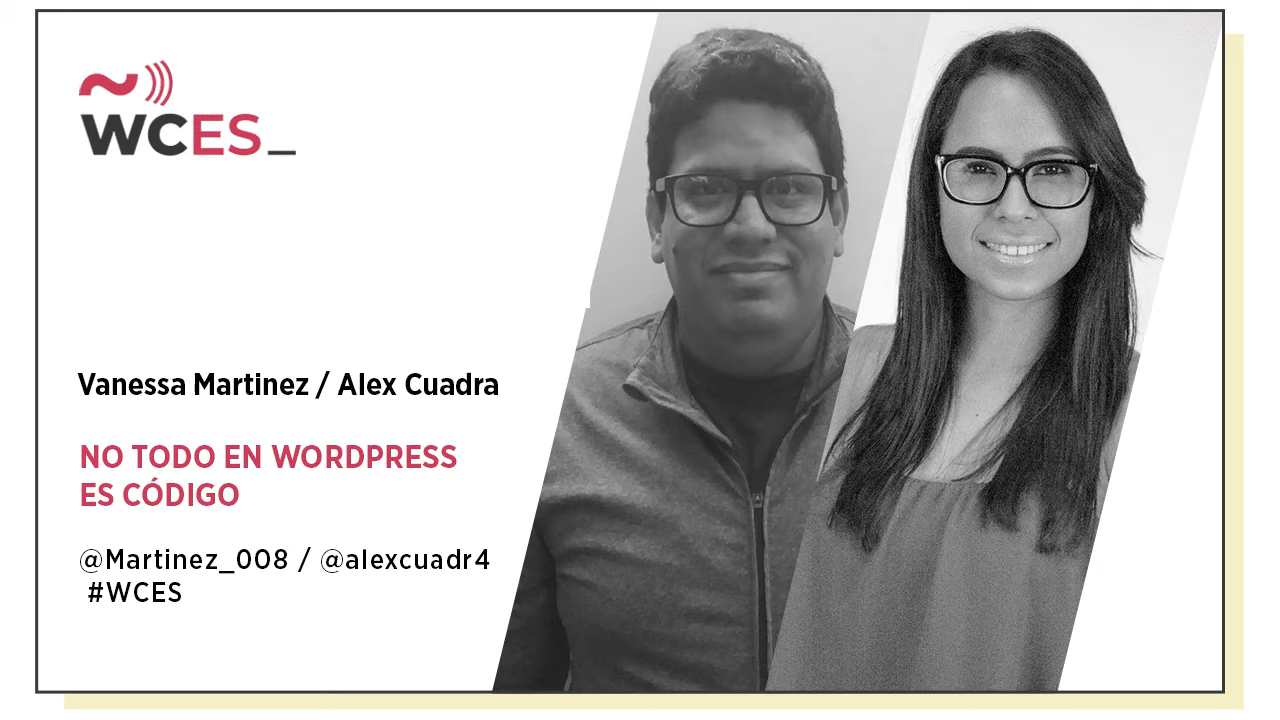 WCES_
Vanessa Martinez / Alex Cuadra
NO TODO EN WORDPRESS
ES CÓDIGO
@Martinez_008 / @alexcuadr4
#WCES